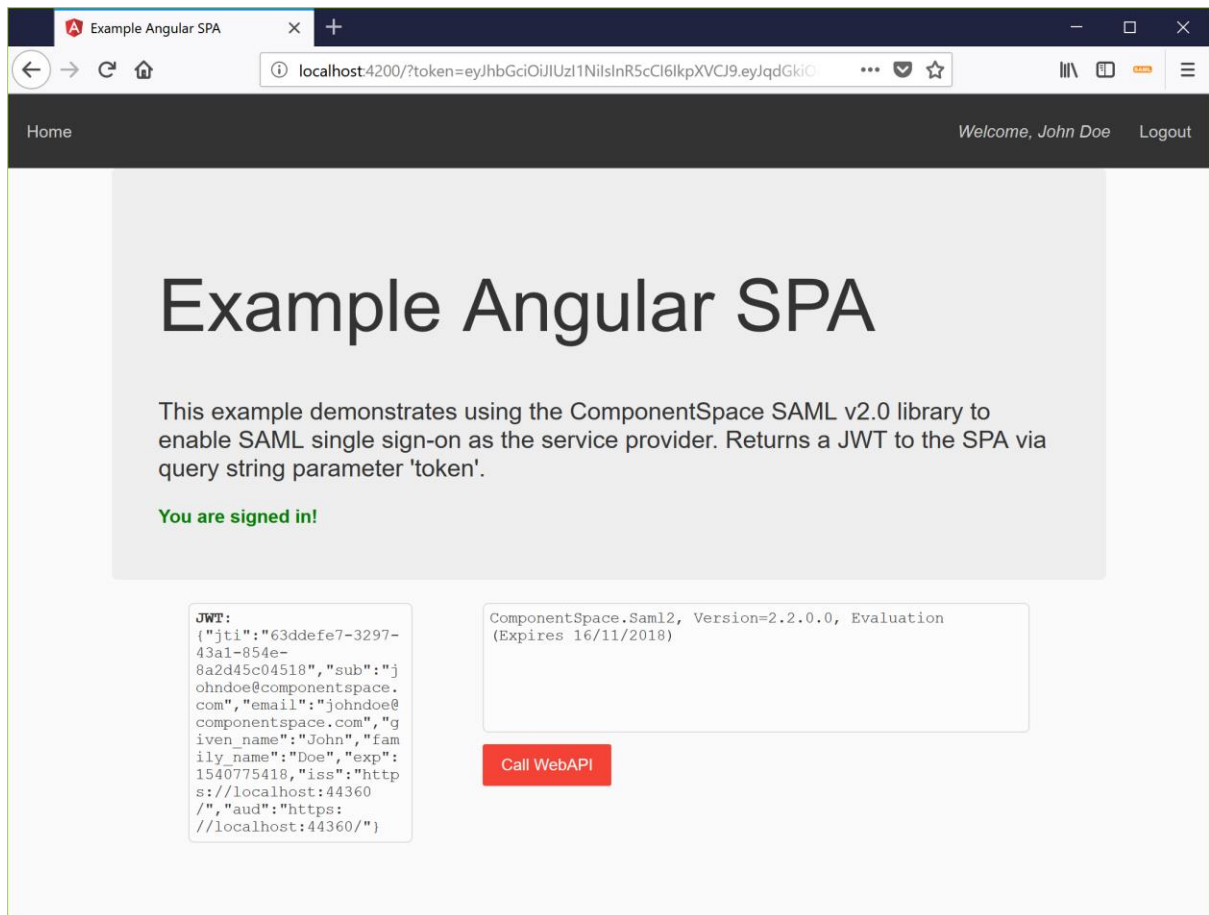 Example Angular SPA
localhost:4200/?token=eyJhbGciOiJIUzI1NiIsInR5cCI6IkpXVCJ9.eyJqdGkiO
Home
Welcome, John Doe
Logout
Example Angular SPA
This example demonstrates using the ComponentSpace SAML v2.0 library to
enable SAML single sign-on as the service provider. Returns a JWT to the SPA via
query string parameter 'token'.
You are signed in!
JWT:
{"jti":"63ddefe7-3297-
43a1-854e-
8a2d45c04518","sub":"j
ohndoe@componentspace.
com","email":"johndoe@
componentspace.com","g
iven_name":"John","fam
ily_name":"Doe","exp":
1540775418,"iss":"http
s://localhost:44360
/","aud":"https:
//localhost:44360/"}
ComponentSpace.Saml2, Version=2.2.0.0, Evaluation
(Expires 16/11/2018)
Call WebAPI